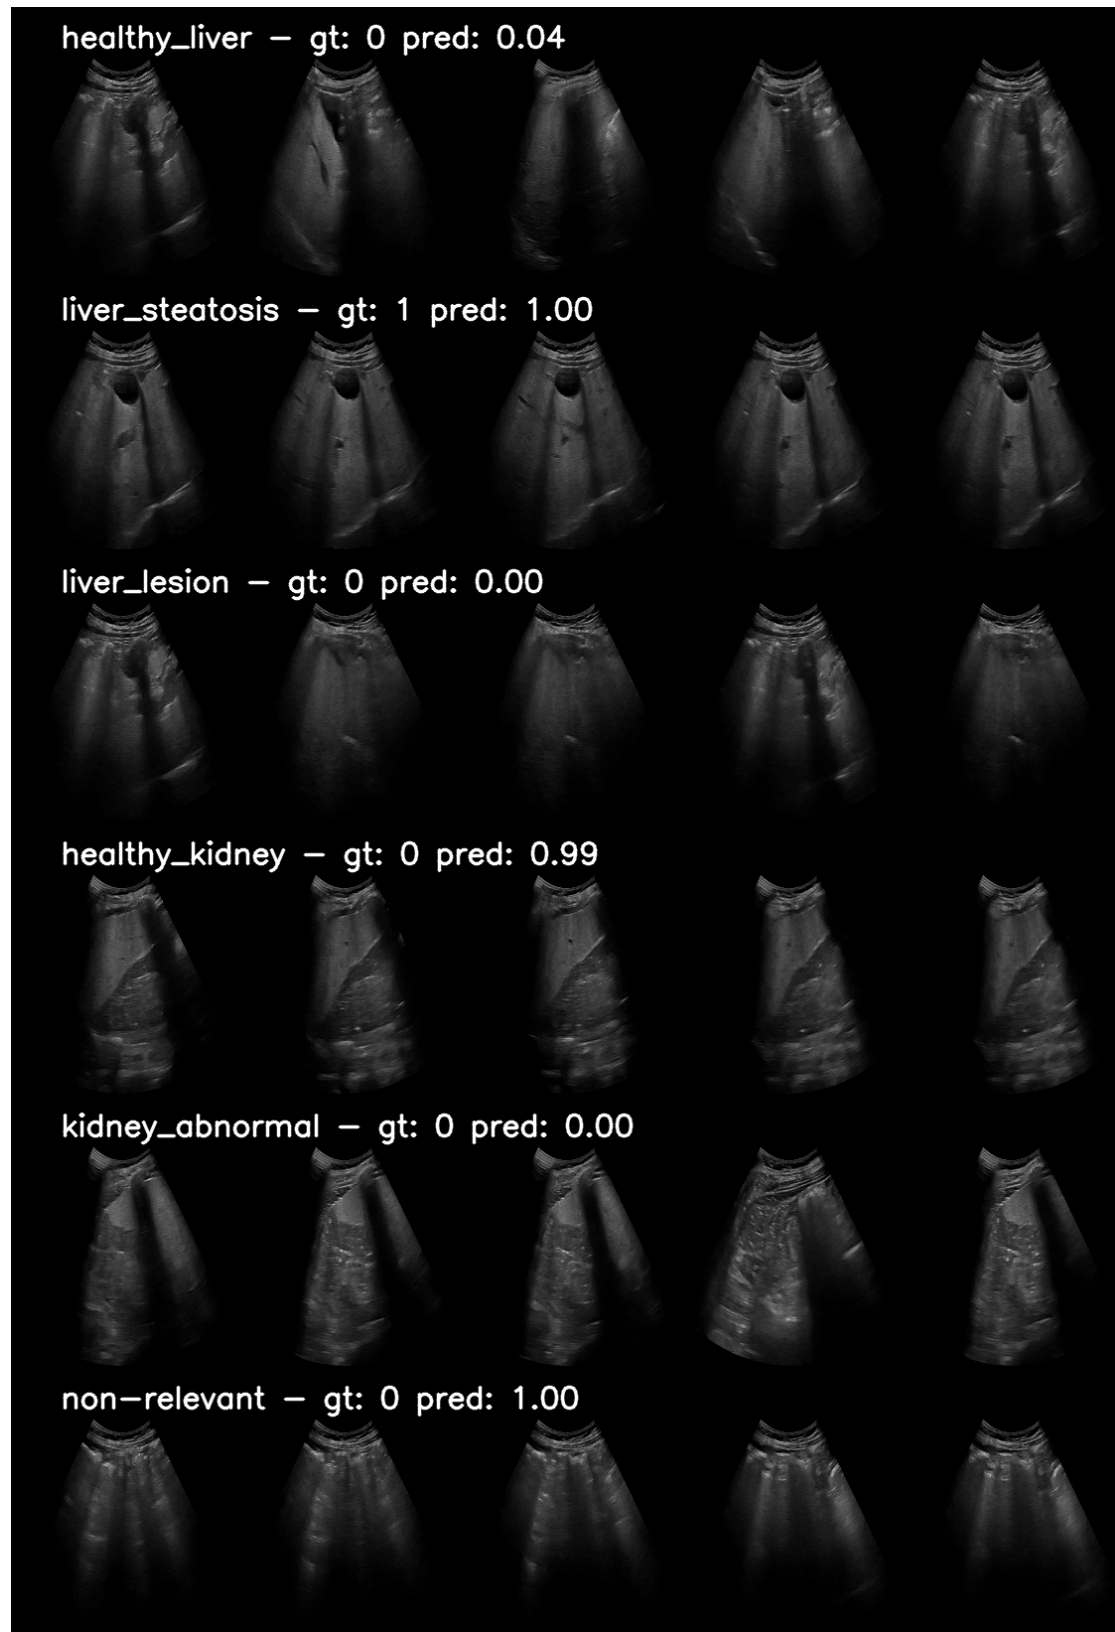 healthy_liver – gt: 0 pred: 0.04
liver_steatosis – gt: 1 pred: 1.00
liver_lesion – gt: 0 pred: 0.00
healthy_kidney – gt: 0 pred: 0.99
kidney_abnormal – gt: 0 pred: 0.00
non-relevant – gt: 0 pred: 1.00